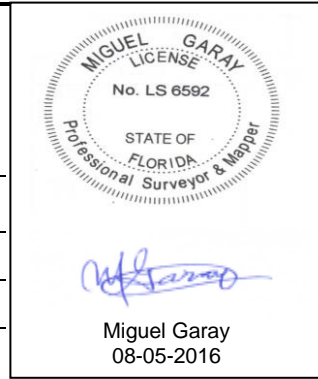 MIGUEL GARAY
LICENSE
No. LS 6592
STATE OF
FLORIDA
Professional Surveyor & Mapper
Miguel Garay
08-05-2016